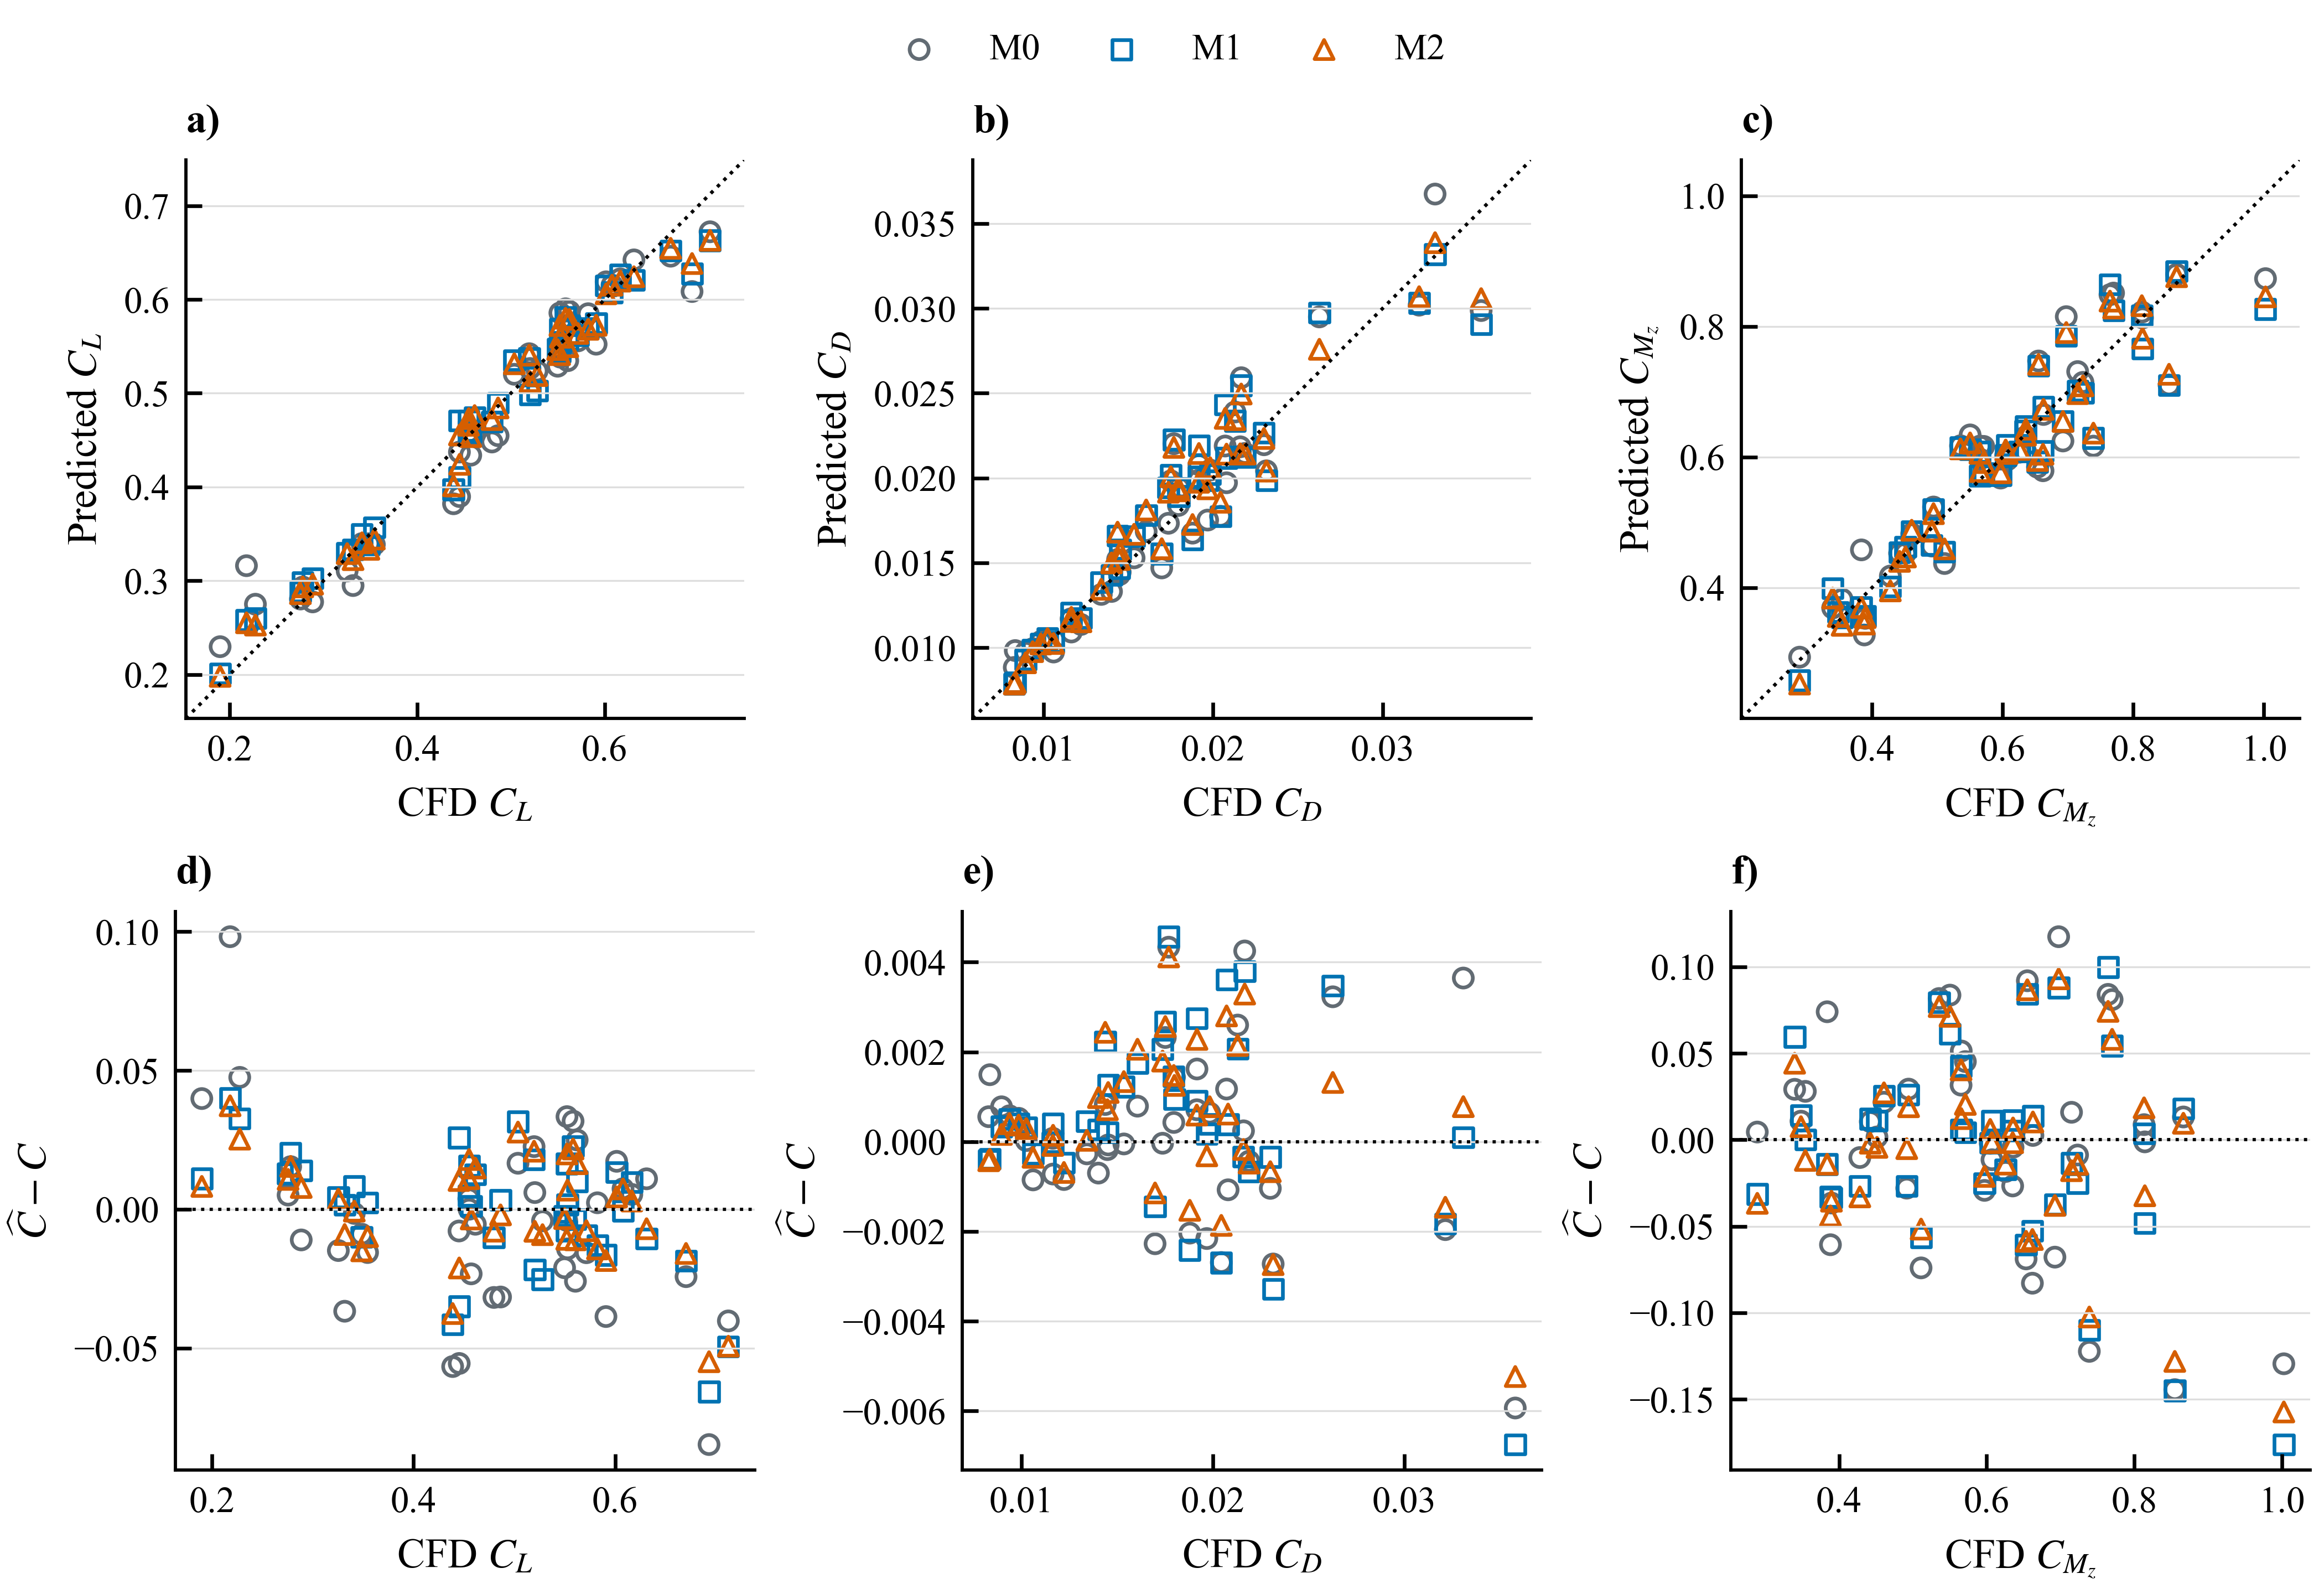 M0 M1 M2
a) b) c)
Predicted C_L
0.7
0.6
0.5
0.4
0.3
0.2
0.2 0.4 0.6
CFD C_L
Predicted C_D
0.035
0.030
0.025
0.020
0.015
0.010
0.01 0.02 0.03
CFD C_D
Predicted C_{M_z}
1.0
0.8
0.6
0.4
0.4 0.6 0.8 1.0
CFD C_{M_z}
d) e) f)
Ĉ − C
0.10
0.05
0.00
−0.05
0.2 0.4 0.6
CFD C_L
Ĉ − C
0.004
0.002
0.000
−0.002
−0.004
−0.006
0.01 0.02 0.03
CFD C_D
Ĉ − C
0.10
0.05
0.00
−0.05
−0.10
−0.15
0.4 0.6 0.8 1.0
CFD C_{M_z}